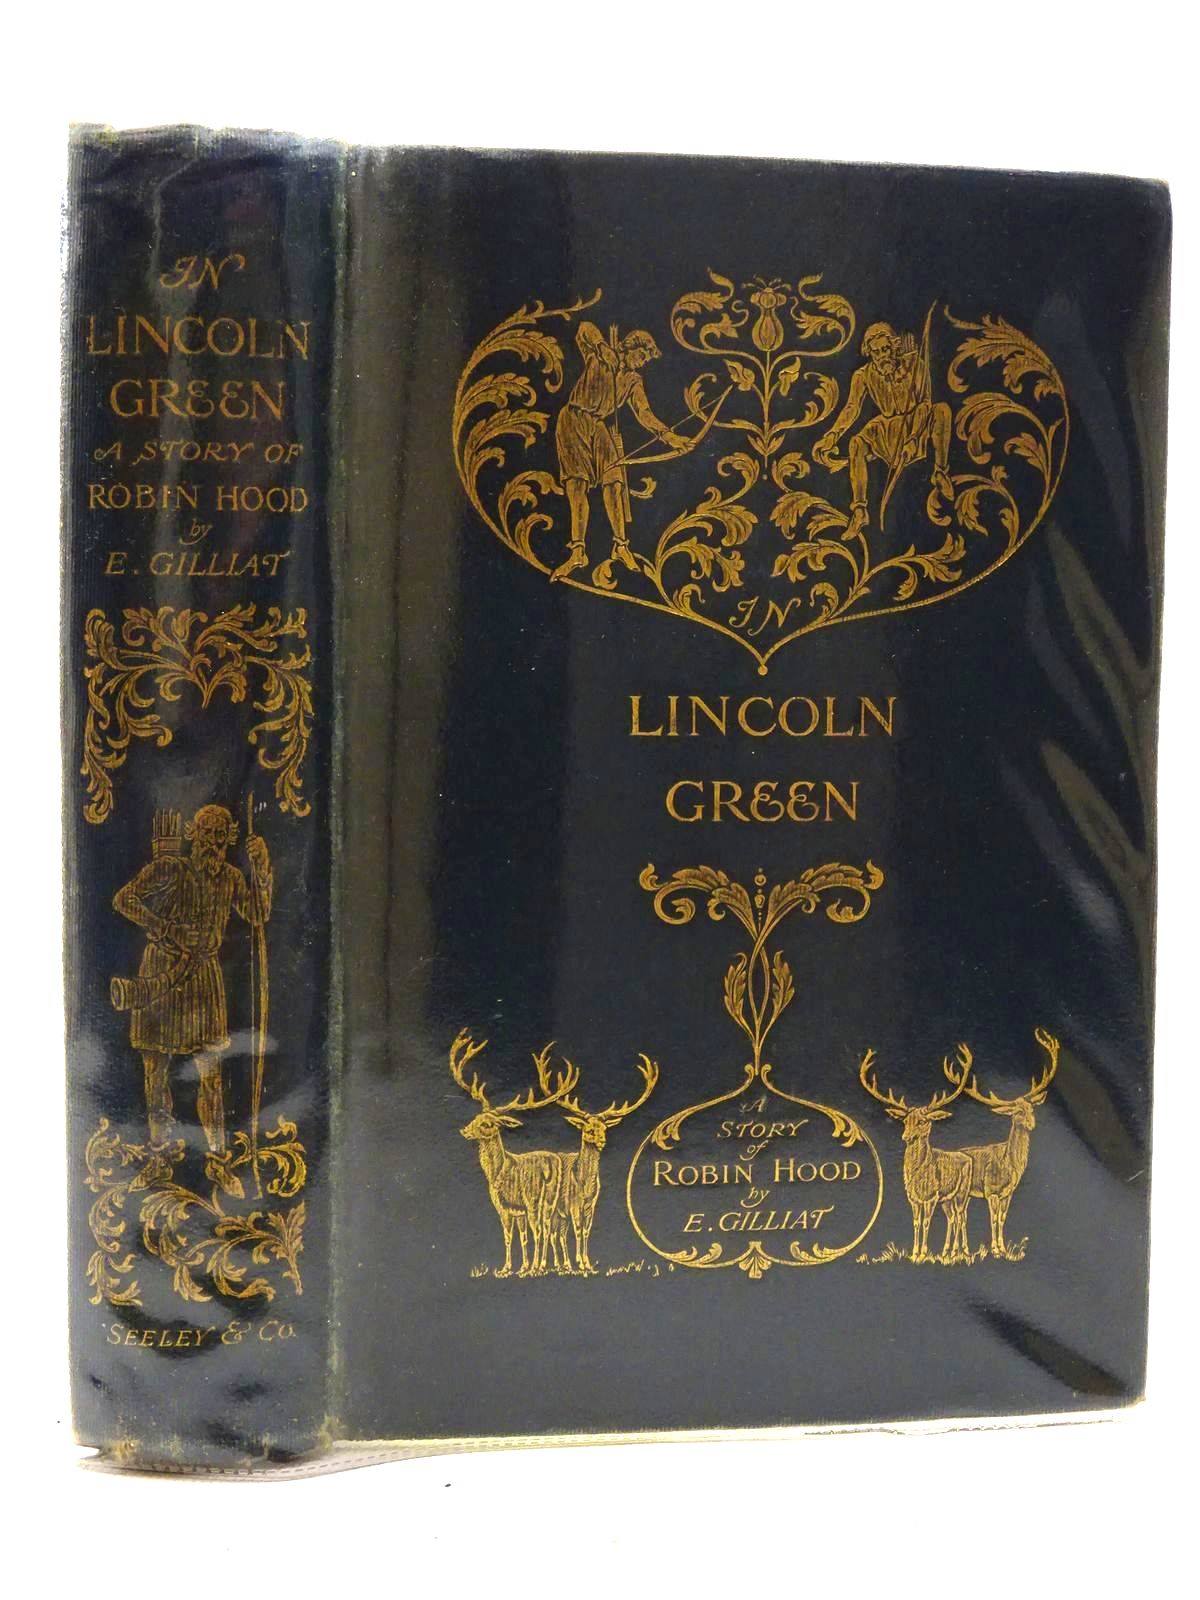 IN
LINCOLN
GREEN
A STORY OF
ROBIN HOOD
by
E. GILLIAT
SEELEY & CO.
IN
LINCOLN
GREEN
A
STORY
of
ROBIN HOOD
by
E. GILLIAT